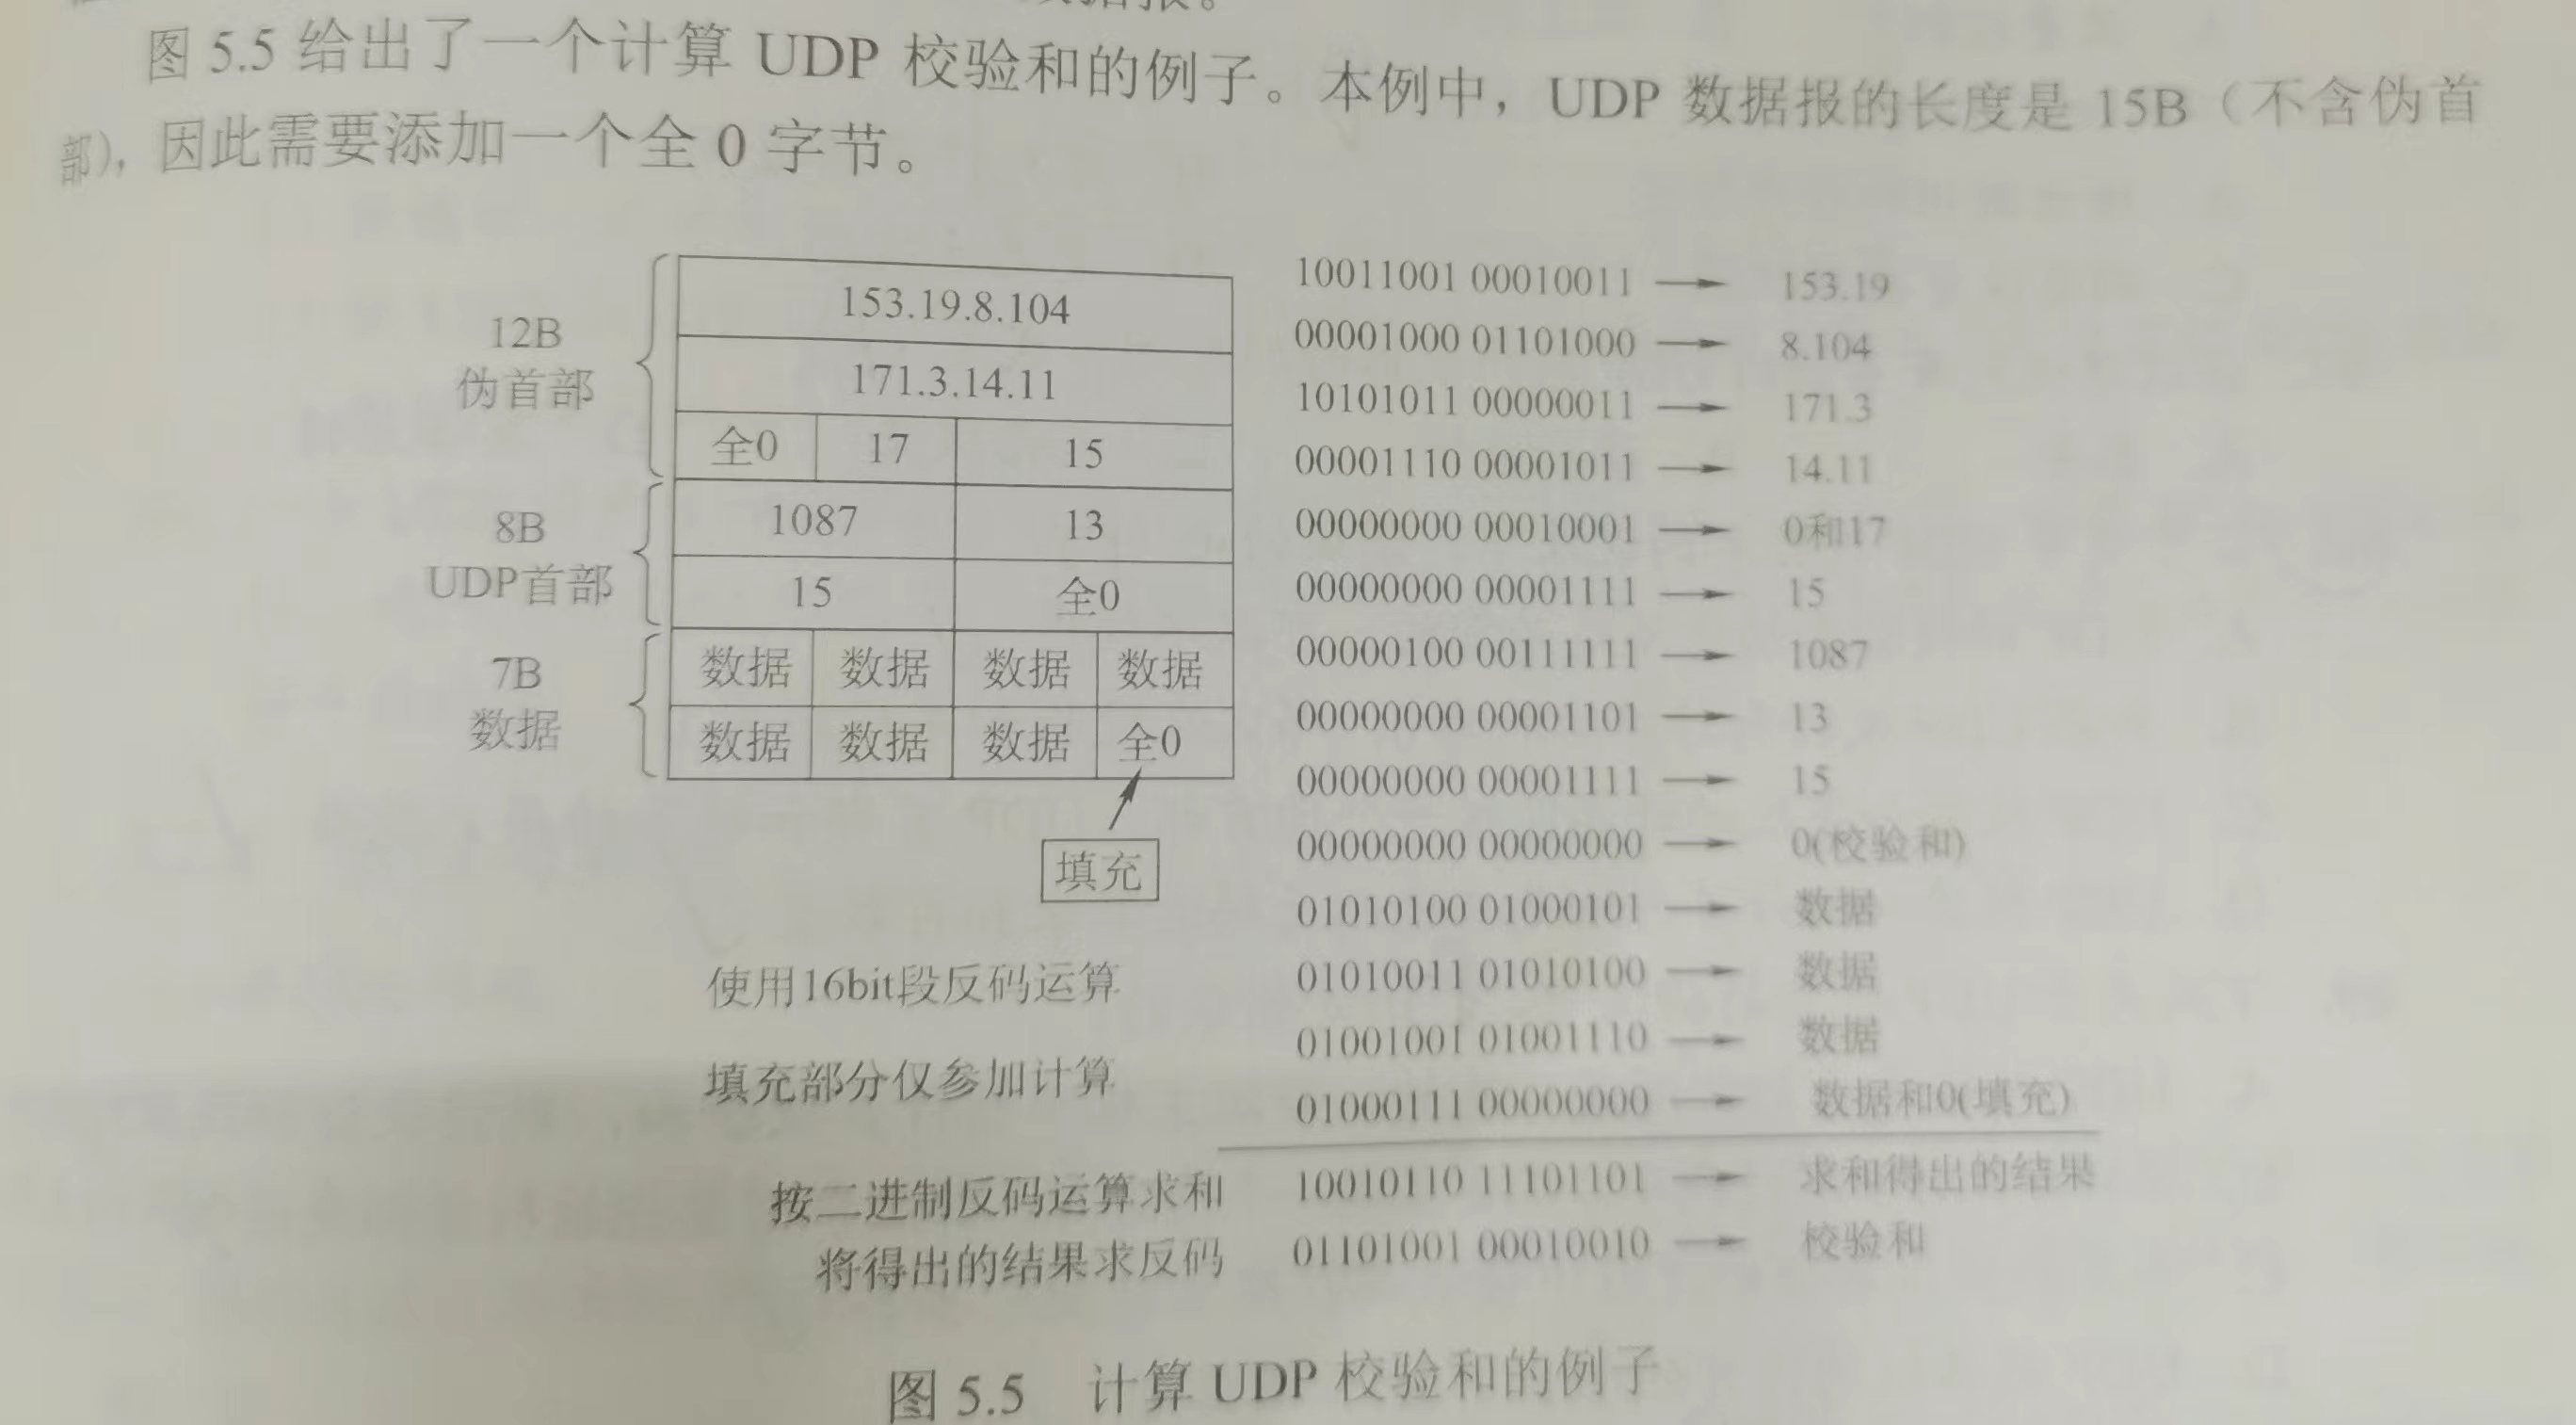 数据报。
图 5.5 给出了一个计算 UDP 校验和的例子。本例中，UDP 数据报的长度是 15B（不含伪首
部），因此需要添加一个全 0 字节。
12B
伪首部
153.19.8.104
171.3.14.11
全0 17 15
8B
UDP首部
1087 13
15 全0
7B
数据
数据 数据 数据 数据
数据 数据 数据 全0
填充
10011001 00010011 → 153.19
00001000 01101000 → 8.104
10101011 00000011 → 171.3
00001110 00001011 → 14.11
00000000 00010001 → 0和17
00000000 00001111 → 15
00000100 00111111 → 1087
00000000 00001101 → 13
00000000 00001111 → 15
00000000 00000000 → 0(校验和)
01010100 01000101 → 数据
01010011 01010100 → 数据
01001001 01001110 → 数据
01000111 00000000 → 数据和0(填充)
使用16bit段反码运算
填充部分仅参加计算
按二进制反码运算求和 10010110 11101101 → 求和得出的结果
将得出的结果求反码 01101001 00010010 → 校验和
图 5.5 计算 UDP 校验和的例子